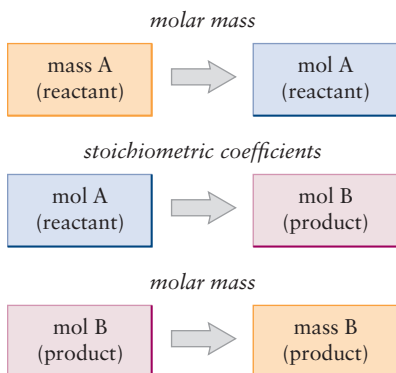 molar mass
mass A
(reactant)
mol A
(reactant)
stoichiometric coefficients
mol A
(reactant)
mol B
(product)
molar mass
mol B
(product)
mass B
(product)